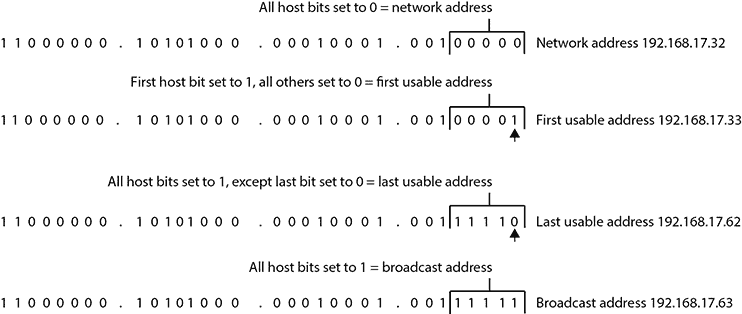 All host bits set to 0 = network address
1 1 0 0 0 0 0 0 . 1 0 1 0 1 0 0 0 . 0 0 0 1 0 0 0 1 . 0 0 1 0 0 0 0 0 Network address 192.168.17.32
First host bit set to 1, all others set to 0 = first usable address
1 1 0 0 0 0 0 0 . 1 0 1 0 1 0 0 0 . 0 0 0 1 0 0 0 1 . 0 0 1 0 0 0 0 1 First usable address 192.168.17.33
All host bits set to 1, except last bit set to 0 = last usable address
1 1 0 0 0 0 0 0 . 1 0 1 0 1 0 0 0 . 0 0 0 1 0 0 0 1 . 0 0 1 1 1 1 1 0 Last usable address 192.168.17.62
All host bits set to 1 = broadcast address
1 1 0 0 0 0 0 0 . 1 0 1 0 1 0 0 0 . 0 0 0 1 0 0 0 1 . 0 0 1 1 1 1 1 1 Broadcast address 192.168.17.63